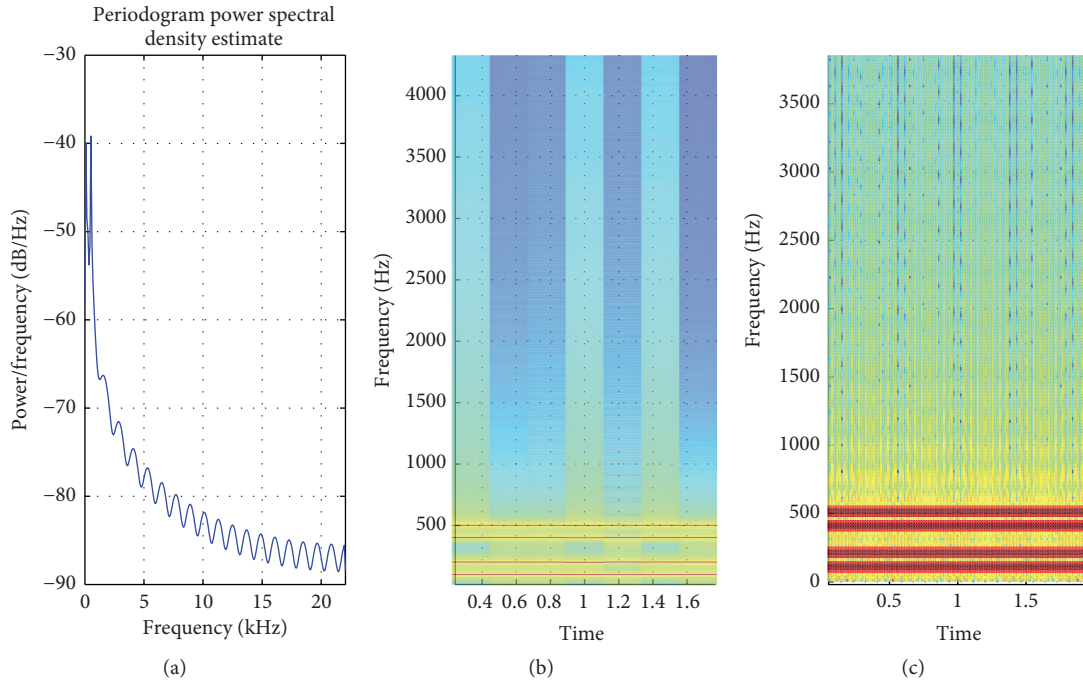 Periodogram power spectral
density estimate
−30
−40
−50
−60
−70
−80
−90
Power/frequency (dB/Hz)
0 5 10 15 20
Frequency (kHz)
(a)
4000
3500
3000
2500
2000
1500
1000
500
Frequency (Hz)
0.4 0.6 0.8 1 1.2 1.4 1.6
Time
(b)
3500
3000
2500
2000
1500
1000
500
0
Frequency (Hz)
0.5 1 1.5
Time
(c)